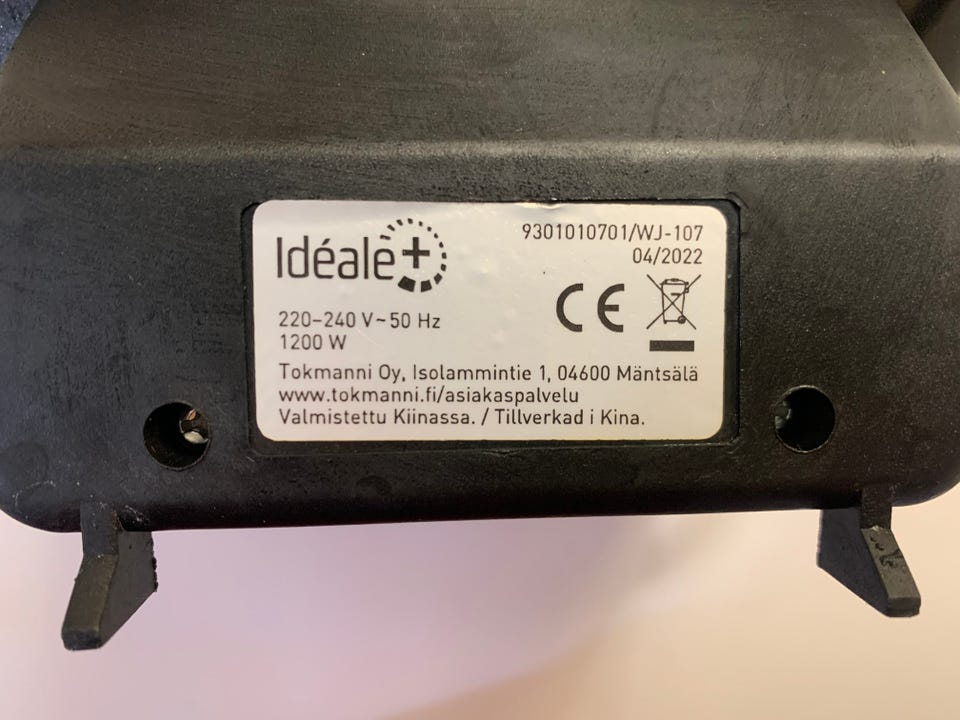 Idéale+
9301010701/WJ-107
04/2022
CE
220–240 V~50 Hz
1200 W
Tokmanni Oy, Isolammintie 1, 04600 Mäntsälä
www.tokmanni.fi/asiakaspalvelu
Valmistettu Kiinassa. / Tillverkad i Kina.